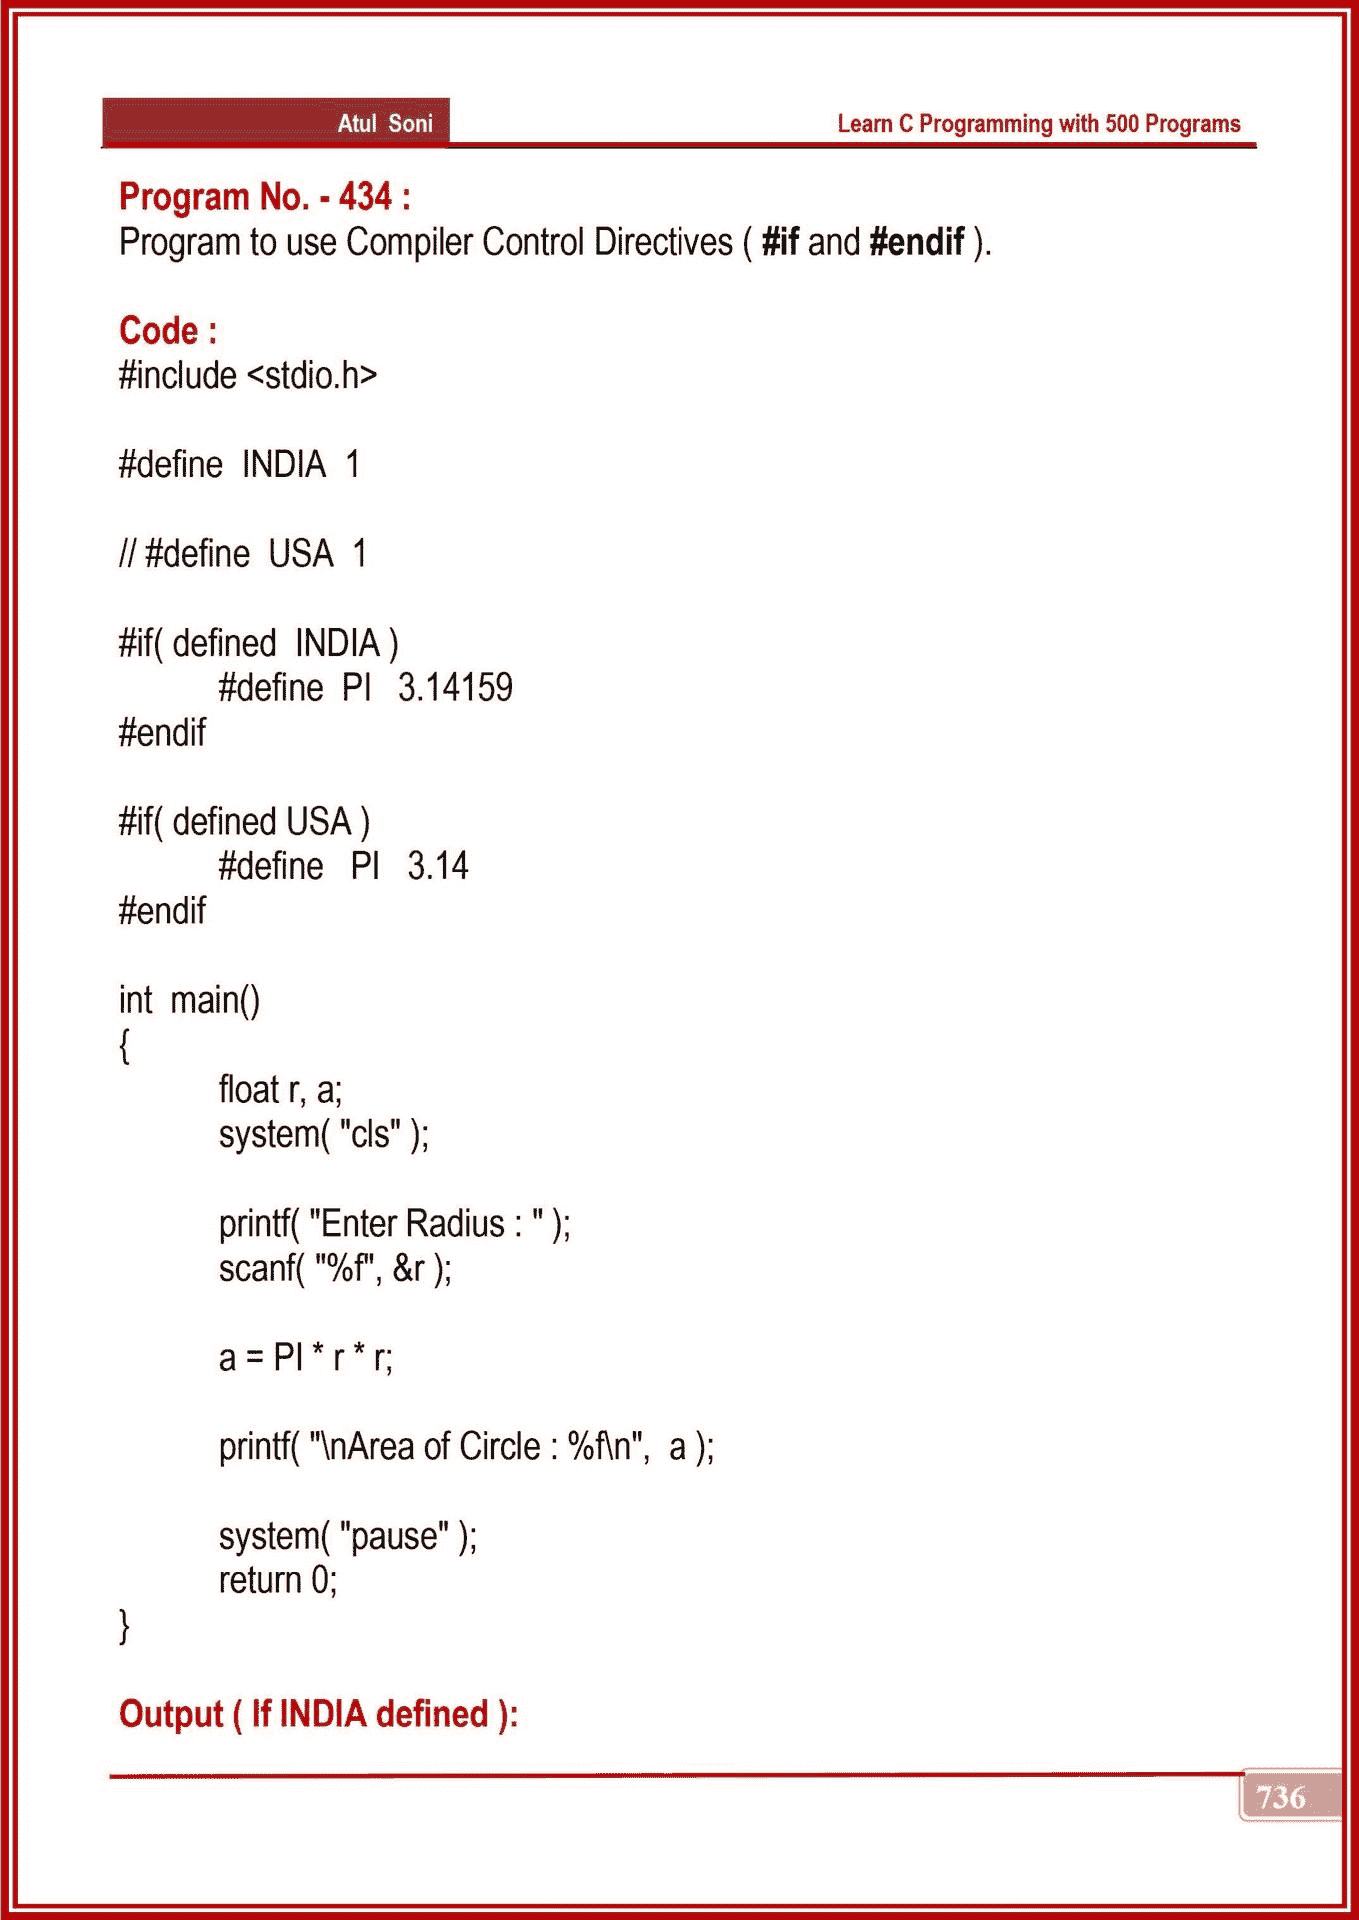 Atul Soni
Learn C Programming with 500 Programs
Program No. - 434 :
Program to use Compiler Control Directives ( #if and #endif ).
Code :
#include <stdio.h>
#define INDIA 1
// #define USA 1
#if( defined INDIA )
#define PI 3.14159
#endif
#if( defined USA )
#define PI 3.14
#endif
int main()
{
float r, a;
system( "cls" );
printf( "Enter Radius : " );
scanf( "%f", &r );
a = PI * r * r;
printf( "\nArea of Circle : %f\n", a );
system( "pause" );
return 0;
}
Output ( If INDIA defined ):
736